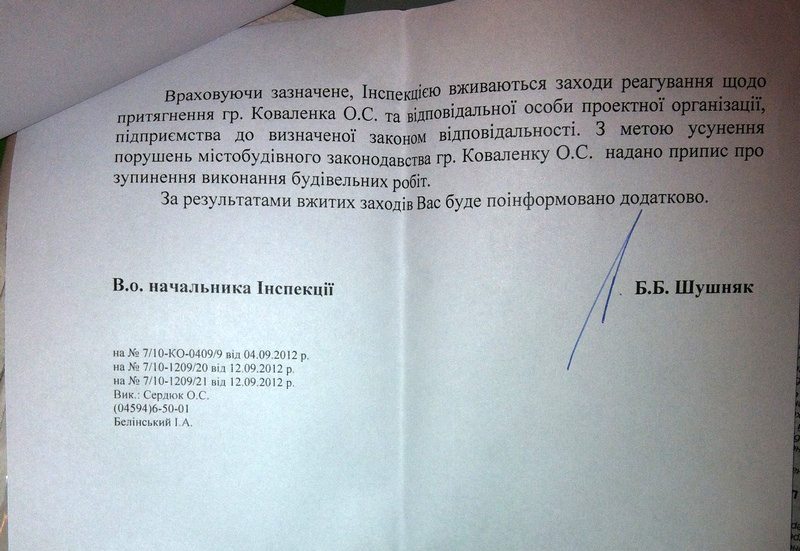 Враховуючи зазначене, Інспекцією вживаються заходи реагування щодо
притягнення гр. Коваленка О.С. та відповідальної особи проектної організації,
підприємства до визначеної законом відповідальності. З метою усунення
порушень містобудівного законодавства гр. Коваленку О.С. надано припис про
зупинення виконання будівельних робіт.
За результатами вжитих заходів Вас буде поінформовано додатково.
В.о. начальника Інспекції Б.Б. Шушняк
на № 7/10-КО-0409/9 від 04.09.2012 р.
на № 7/10-1209/20 від 12.09.2012 р.
на № 7/10-1209/21 від 12.09.2012 р.
Вик.: Сердюк О.С.
(04594)6-50-01
Белінський І.А.